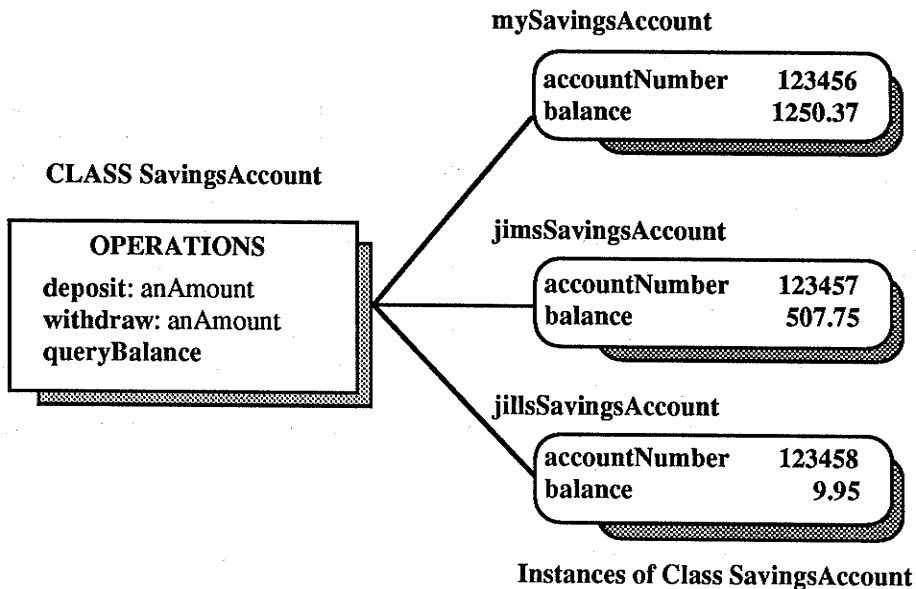 mySavingsAccount
accountNumber 123456
balance 1250.37
CLASS SavingsAccount
OPERATIONS
deposit: anAmount
withdraw: anAmount
queryBalance
jimsSavingsAccount
accountNumber 123457
balance 507.75
jillsSavingsAccount
accountNumber 123458
balance 9.95
Instances of Class SavingsAccount